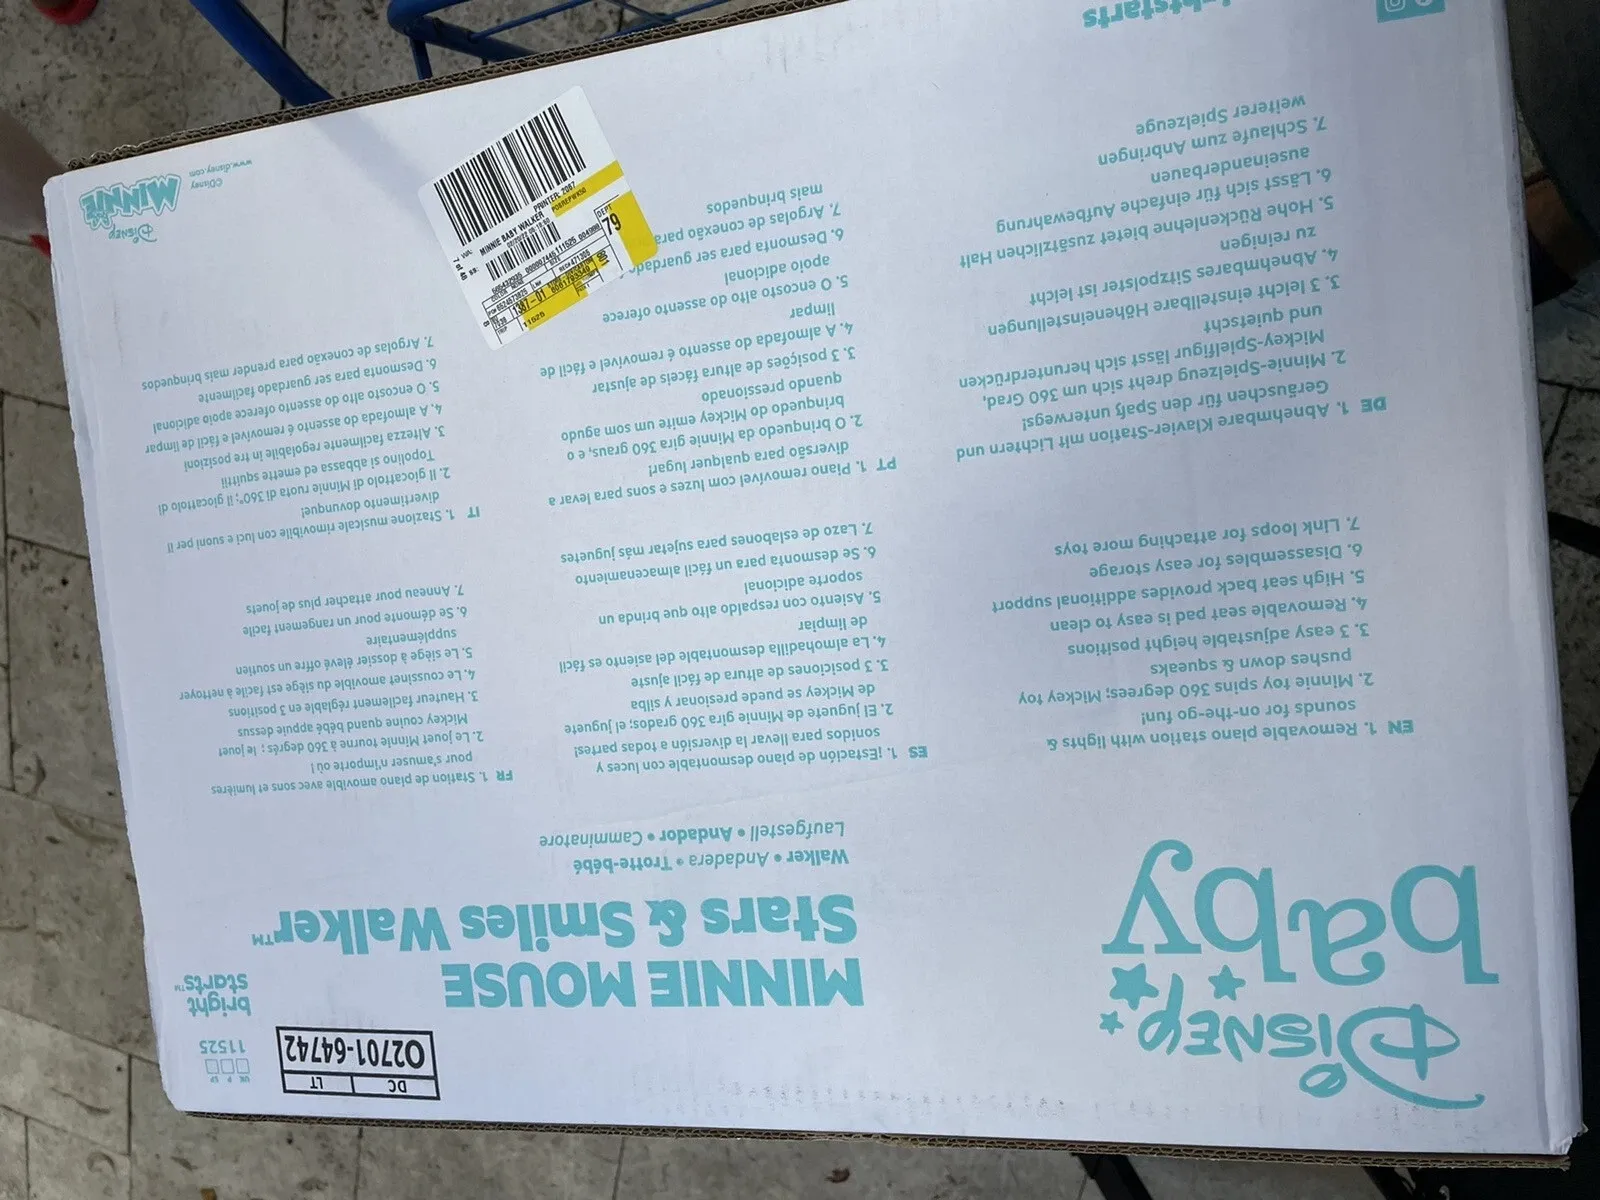 Disney
baby
MINNIE MOUSE
Stars & Smiles Walker™
Walker • Andadera • Trotte-bébé
Laufgestell • Andador • Camminatore
bright
starts™
11525
UK P SP
DC LT
02701-64742
EN 1. Removable piano station with lights &
sounds for on-the-go fun!
2. Minnie toy spins 360 degrees; Mickey toy
pushes down & squeaks
3. 3 easy adjustable height positions
4. Removable seat pad is easy to clean
5. High seat back provides additional support
6. Disassembles for easy storage
7. Link loops for attaching more toys
ES 1. ¡Estación de piano desmontable con luces y
sonidos para llevar la diversión a todas partes!
2. El juguete de Minnie gira 360 grados; el juguete
de Mickey se puede presionar y silba
3. 3 posiciones de altura de fácil ajuste
4. La almohadilla desmontable del asiento es fácil
de limpiar
5. Asiento con respaldo alto que brinda un
soporte adicional
6. Se desmonta para un fácil almacenamiento
7. Lazo de eslabones para sujetar más juguetes
FR 1. Station de piano amovible avec sons et lumières
pour s'amuser n'importe où !
2. Le jouet Minnie tourne à 360 degrés ; le jouet
Mickey couine quand bébé appuie dessus
3. Hauteur facilement réglable en 3 positions
4. Le coussinet amovible du siège est facile à nettoyer
5. Le siège à dossier élevé offre un soutien
supplémentaire
6. Se démonte pour un rangement facile
7. Anneau pour attacher plus de jouets
DE 1. Abnehmbare Klavier-Station mit Lichtern und
Geräuschen für den Spaß unterwegs!
2. Minnie-Spielzeug dreht sich um 360 Grad,
Mickey-Spielfigur lässt sich herunterdrücken
und quietscht
3. 3 leicht einstellbare Höheneinstellungen
4. Abnehmbares Sitzpolster ist leicht
zu reinigen
5. Hohe Rückenlehne bietet zusätzlichen Halt
6. Lässt sich für einfache Aufbewahrung
auseinanderbauen
7. Schlaufe zum Anbringen
weiterer Spielzeuge
PT 1. Piano removível com luzes e sons para levar a
diversão para qualquer lugar!
2. O brinquedo da Minnie gira 360 graus, e o
brinquedo do Mickey emite um som agudo
quando pressionado
3. 3 posições de altura fáceis de ajustar
4. A almofada do assento é removível e fácil de
limpar
5. O encosto alto do assento oferece
apoio adicional
6. Desmonta para ser guardado
7. Argolas de conexão para
mais brinquedos
IT 1. Stazione musicale rimovibile con luci e suoni per il
divertimento dovunque!
2. Il giocattolo di Minnie ruota di 360°; il giocattolo di
Topolino si abbassa ed emette squittii
3. Altezza facilmente regolabile in tre posizioni
4. A almofada do assento é removível e fácil de limpar
5. O encosto alto do assento oferece apoio adicional
6. Desmonta para ser guardado facilmente
7. Argolas de conexão para prender mais brinquedos
PRINTER: 2087
MINNIE BABY WALKER
DEPT
79
1387-01
11525
Disney
MINNIE
©Disney
www.disney.com